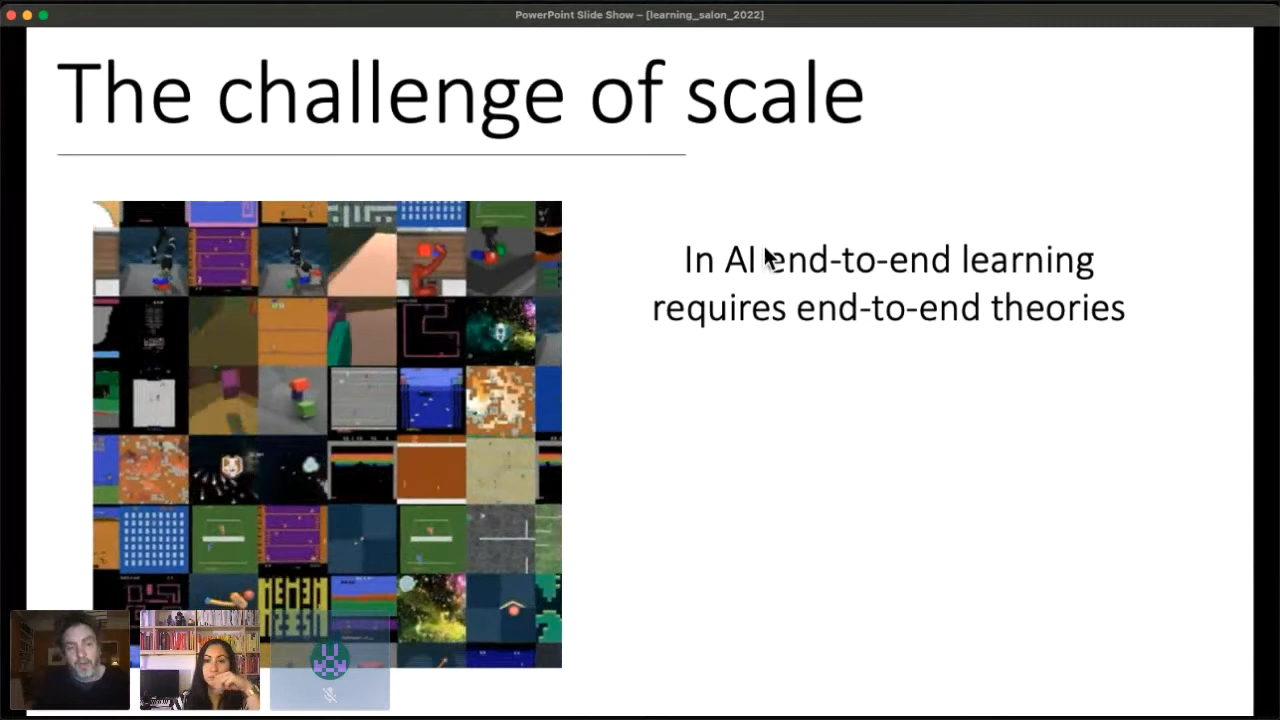 PowerPoint Slide Show – [learning_salon_2022]
The challenge of scale
In AI end-to-end learning
requires end-to-end theories